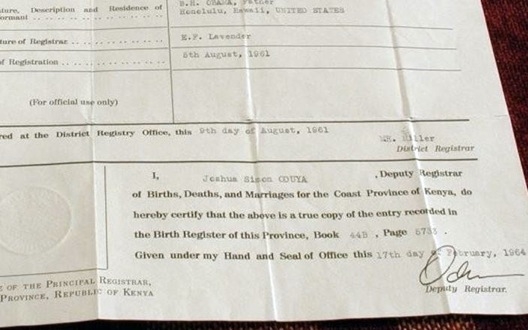 ture, Description and Residence of
B.H. OBAMA, Father
formant
Honolulu, Hawaii, UNITED STATES
ture of Registrar
E.F. Lavender
of Registration
5th August, 1961
(For official use only)
red at the District Registry Office, this 9th day of August, 1961
Miller
District Registrar
I, Joshua Simon ODUYA , Deputy Registrar
of Births, Deaths, and Marriages for the Coast Province of Kenya, do
hereby certify that the above is a true copy of the entry recorded in
the Birth Register of this Province, Book 44B , Page 5733 .
Given under my Hand and Seal of Office this 17th day of February, 1964
Deputy Registrar.
E OF THE PRINCIPAL REGISTRAR,
PROVINCE, REPUBLIC OF KENYA